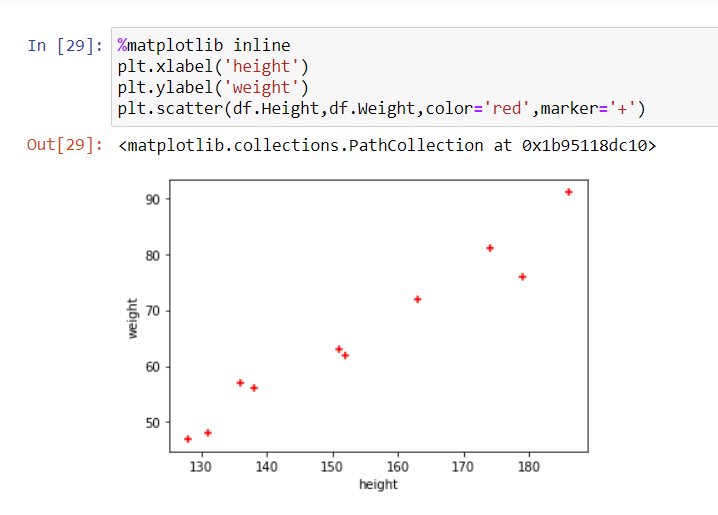 In [29]: %matplotlib inline
plt.xlabel('height')
plt.ylabel('weight')
plt.scatter(df.Height,df.Weight,color='red',marker='+')
Out[29]: <matplotlib.collections.PathCollection at 0x1b95118dc10>
90
80
70
60
50
weight
130 140 150 160 170 180
height